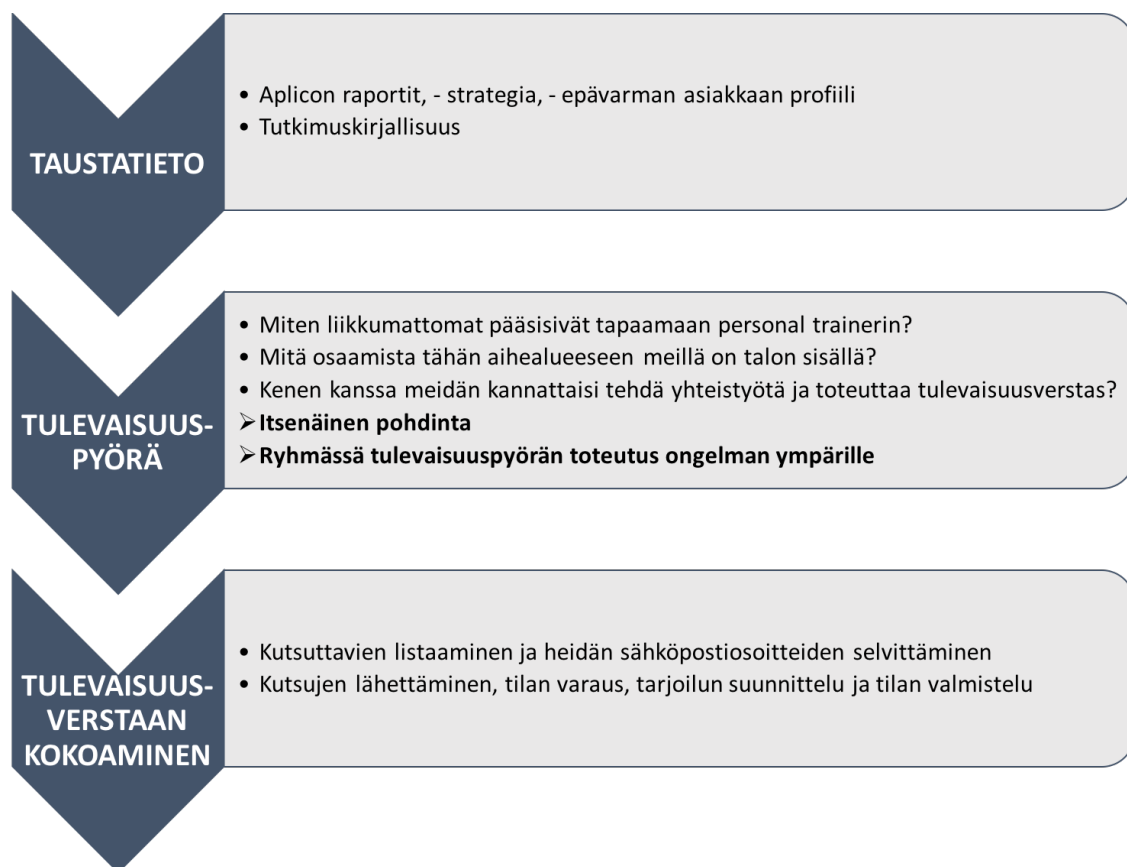 TAUSTATIETO
• Aplicon raportit, - strategia, - epävarman asiakkaan profiili
• Tutkimuskirjallisuus
TULEVAISUUS-
PYÖRÄ
• Miten liikkumattomat pääsisivät tapaamaan personal trainerin?
• Mitä osaamista tähän aihealueeseen meillä on talon sisällä?
• Kenen kanssa meidän kannattaisi tehdä yhteistyötä ja toteuttaa tulevaisuusverstas?
➢ Itsenäinen pohdinta
➢ Ryhmässä tulevaisuuspyörän toteutus ongelman ympärille
TULEVAISUUS-
VERSTAAN
KOKOAMINEN
• Kutsuttavien listaaminen ja heidän sähköpostiosoitteiden selvittäminen
• Kutsujen lähettäminen, tilan varaus, tarjoilun suunnittelu ja tilan valmistelu